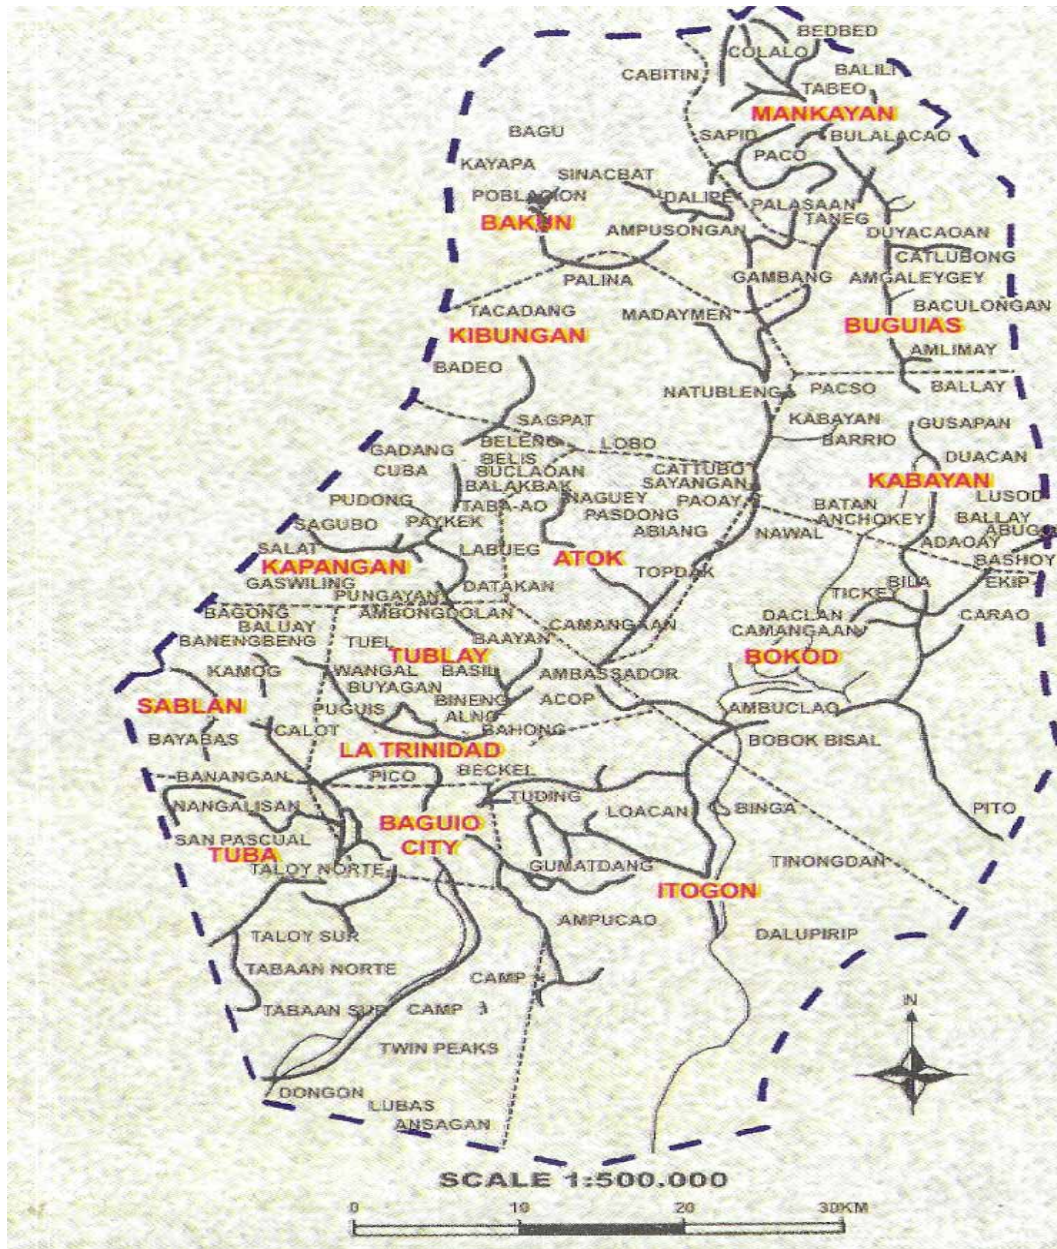 BEDBED
COLALO
CABITIN
BALILI
TABEO
MANKAYAN
BAGU
SAPID
BULALACAO
PACO
KAYAPA
SINACBAT
POBLACION
DALIPEY
PALASAAN
BAKUN
TANEG
AMPUSONGAN
DUYACAOAN
CATLUBONG
PALINA
GAMBANG
AMGALEYGEY
TACADANG
MADAYMEN
BACULONGAN
KIBUNGAN
BUGUIAS
BADEO
AMLIMAY
NATUBLENG
PACSO
BALLAY
SAGPAT
KABAYAN
BARRIO
GUSAPAN
GADANG
BELENG
BELIS
LOBO
CUBA
BUCLAOAN
CATTUBO
DUACAN
BALAKBAK
SAYANGAN
KABAYAN
PUDONG
TABA-AO
NAGUEY
PAOAY
LUSOD
SAGUBO
PAYKEK
PASDONG
BATAN
BALLAY
ABIANG
NAWAL
ANCHOKEY
ABUGO
SALAT
LABUEG
ATOK
ADAOAY
BASHOY
KAPANGAN
TOPDAK
GASWILING
DATAKAN
BILA
EKIP
PUNGAYAN
TICKEY
BAGONG
AMBONGDOLAN
DACLAN
CARAO
BALUAY
CAMANGAAN
CAMANGAAN
BANENGBENG
TUEL
BAAYAN
TUBLAY
BOKOD
KAMOG
WANGAL
BASIL
AMBASSADOR
BUYAGAN
SABLAN
PUGUIS
BINENG
ALNO
ACOP
AMBUCLAO
BAYABAS
CALOT
BAHONG
BOBOK BISAL
LA TRINIDAD
BANANGAN
PICO
BECKEL
NANGALISAN
TUDING
LOACAN
BINGA
PITO
BAGUIO
CITY
SAN PASCUAL
TUBA
TALOY NORTE
GUMATDANG
TINONGDAN
ITOGON
AMPUCAO
TALOY SUR
DALUPIRIP
TABAAN NORTE
CAMP
TABAAN SUR
CAMP 3
N
TWIN PEAKS
DONGON
LUBAS
ANSAGAN
SCALE 1:500.000
0 10 20 30KM